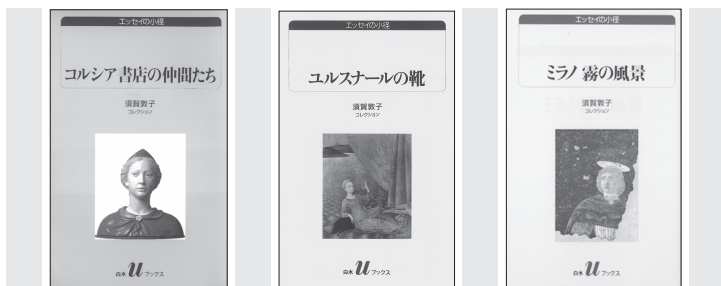 エッセイの小径
コルシア書店の仲間たち
須賀敦子
コレクション
白水 u ブックス
エッセイの小径
ユルスナールの靴
須賀敦子
コレクション
白水 u ブックス
エッセイの小径
ミラノ 霧の風景
須賀敦子
コレクション
白水 u ブックス